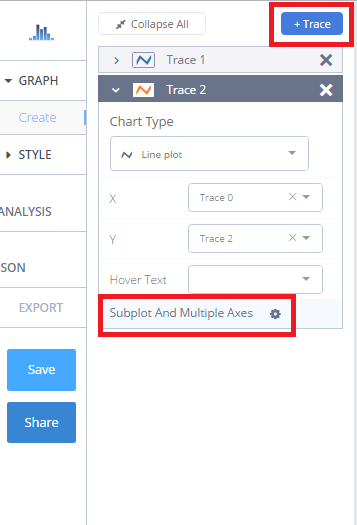 Collapse All
+ Trace
GRAPH
Create
STYLE
ANALYSIS
SON
EXPORT
Save
Share
Trace 1
Trace 2
Chart Type
Line plot
X
Trace 0
Y
Trace 2
Hover Text
Subplot And Multiple Axes